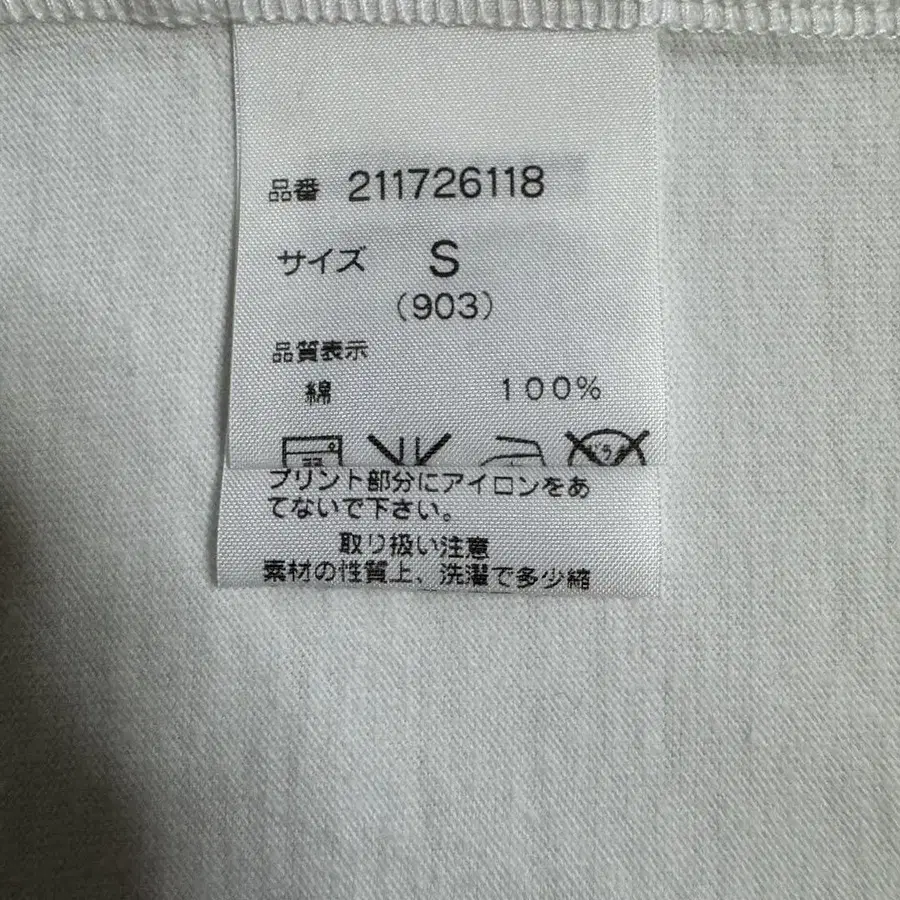 品番 211726118
サイズ S
(903)
品質表示
綿 100%
プリント部分にアイロンをあ
てないで下さい。
取り扱い注意
素材の性質上、洗濯で多少縮